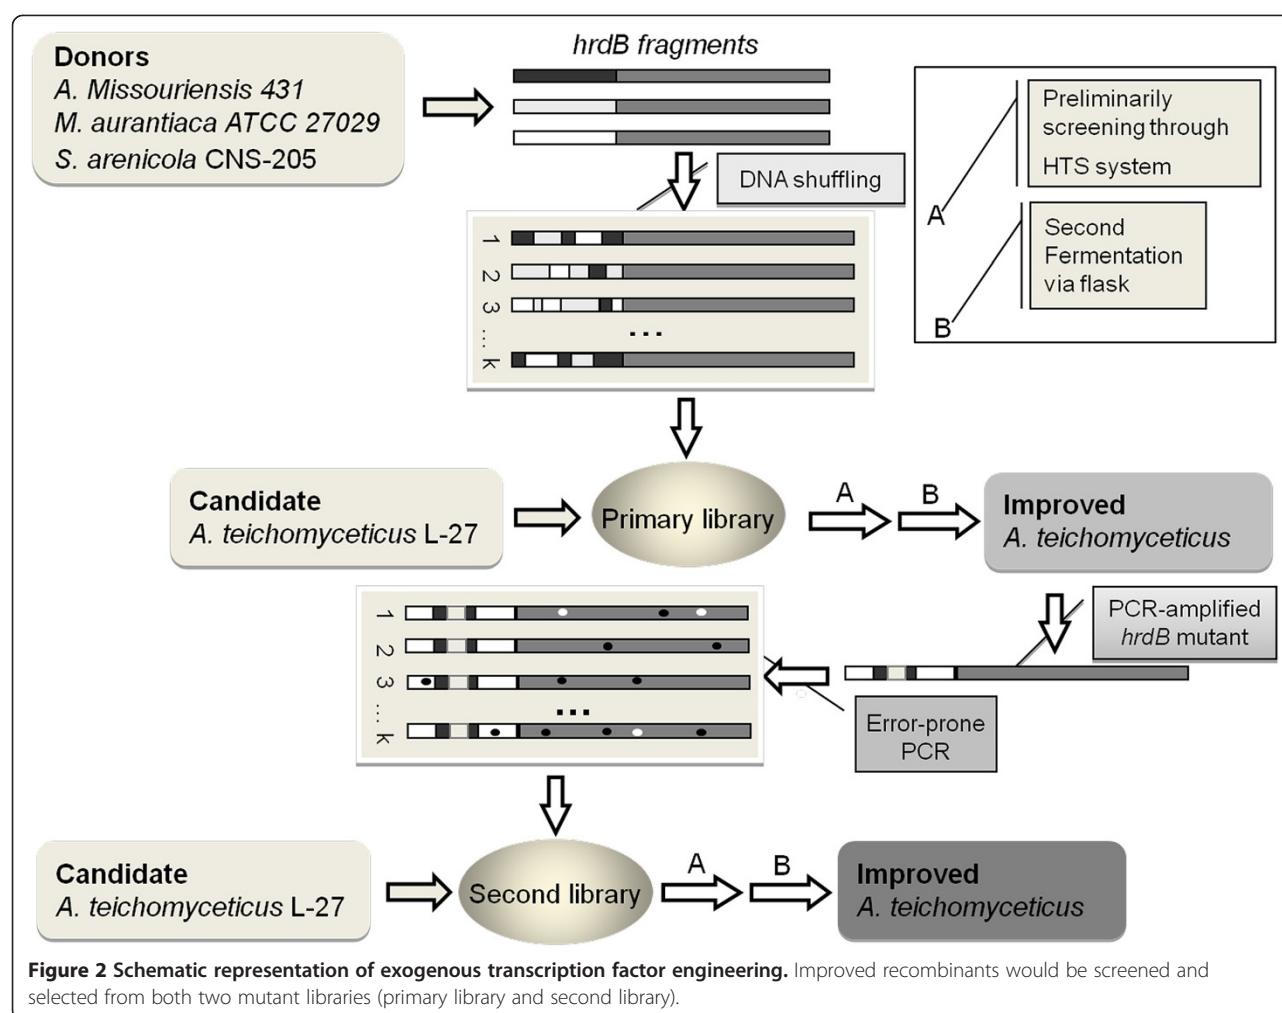 Donors
A. Missouriensis 431
M. aurantiaca ATCC 27029
S. arenicola CNS-205
hrdB fragments
DNA shuffling
Preliminarily
screening through
HTS system
A
Second
Fermentation
via flask
B
1
2
3
...
k
...
Candidate
A. teichomyceticus L-27
Primary library
A
B
Improved
A. teichomyceticus
PCR-amplified
hrdB mutant
Error-prone
PCR
1
2
3
...
k
...
Candidate
A. teichomyceticus L-27
Second library
A
B
Improved
A. teichomyceticus
Figure 2 Schematic representation of exogenous transcription factor engineering. Improved recombinants would be screened and
selected from both two mutant libraries (primary library and second library).